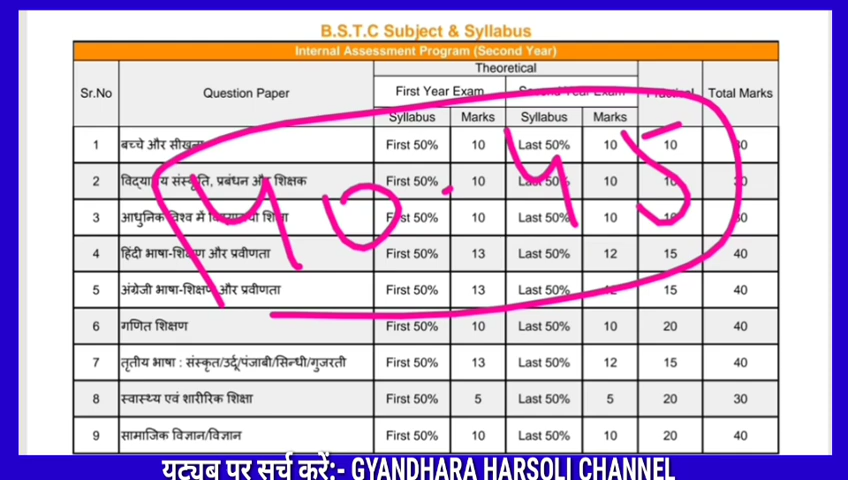 B.S.T.C Subject & Syllabus
Internal Assessment Program (Second Year)
Sr.No Question Paper Theoretical Practical Total Marks
First Year Exam Second Year Exam
Syllabus Marks Syllabus Marks
1 बच्चे और सीखना First 50% 10 Last 50% 10 10 30
2 विद्यालय संस्कृति, प्रबंधन और शिक्षक First 50% 10 Last 50% 10 10 30
3 आधुनिक विश्व में शिक्षा First 50% 10 Last 50% 10 10 30
4 हिंदी भाषा-शिक्षण और प्रवीणता First 50% 13 Last 50% 12 15 40
5 अंग्रेजी भाषा-शिक्षण और प्रवीणता First 50% 13 Last 50% 12 15 40
6 गणित शिक्षण First 50% 10 Last 50% 10 20 40
7 तृतीय भाषा : संस्कृत/उर्दू/पंजाबी/सिन्धी/गुजरती First 50% 13 Last 50% 12 15 40
8 स्वास्थ्य एवं शारीरिक शिक्षा First 50% 5 Last 50% 5 20 30
9 सामाजिक विज्ञान/विज्ञान First 50% 10 Last 50% 10 20 40
यूट्यूब पर सर्च करें:- GYANDHARA HARSOLI CHANNEL